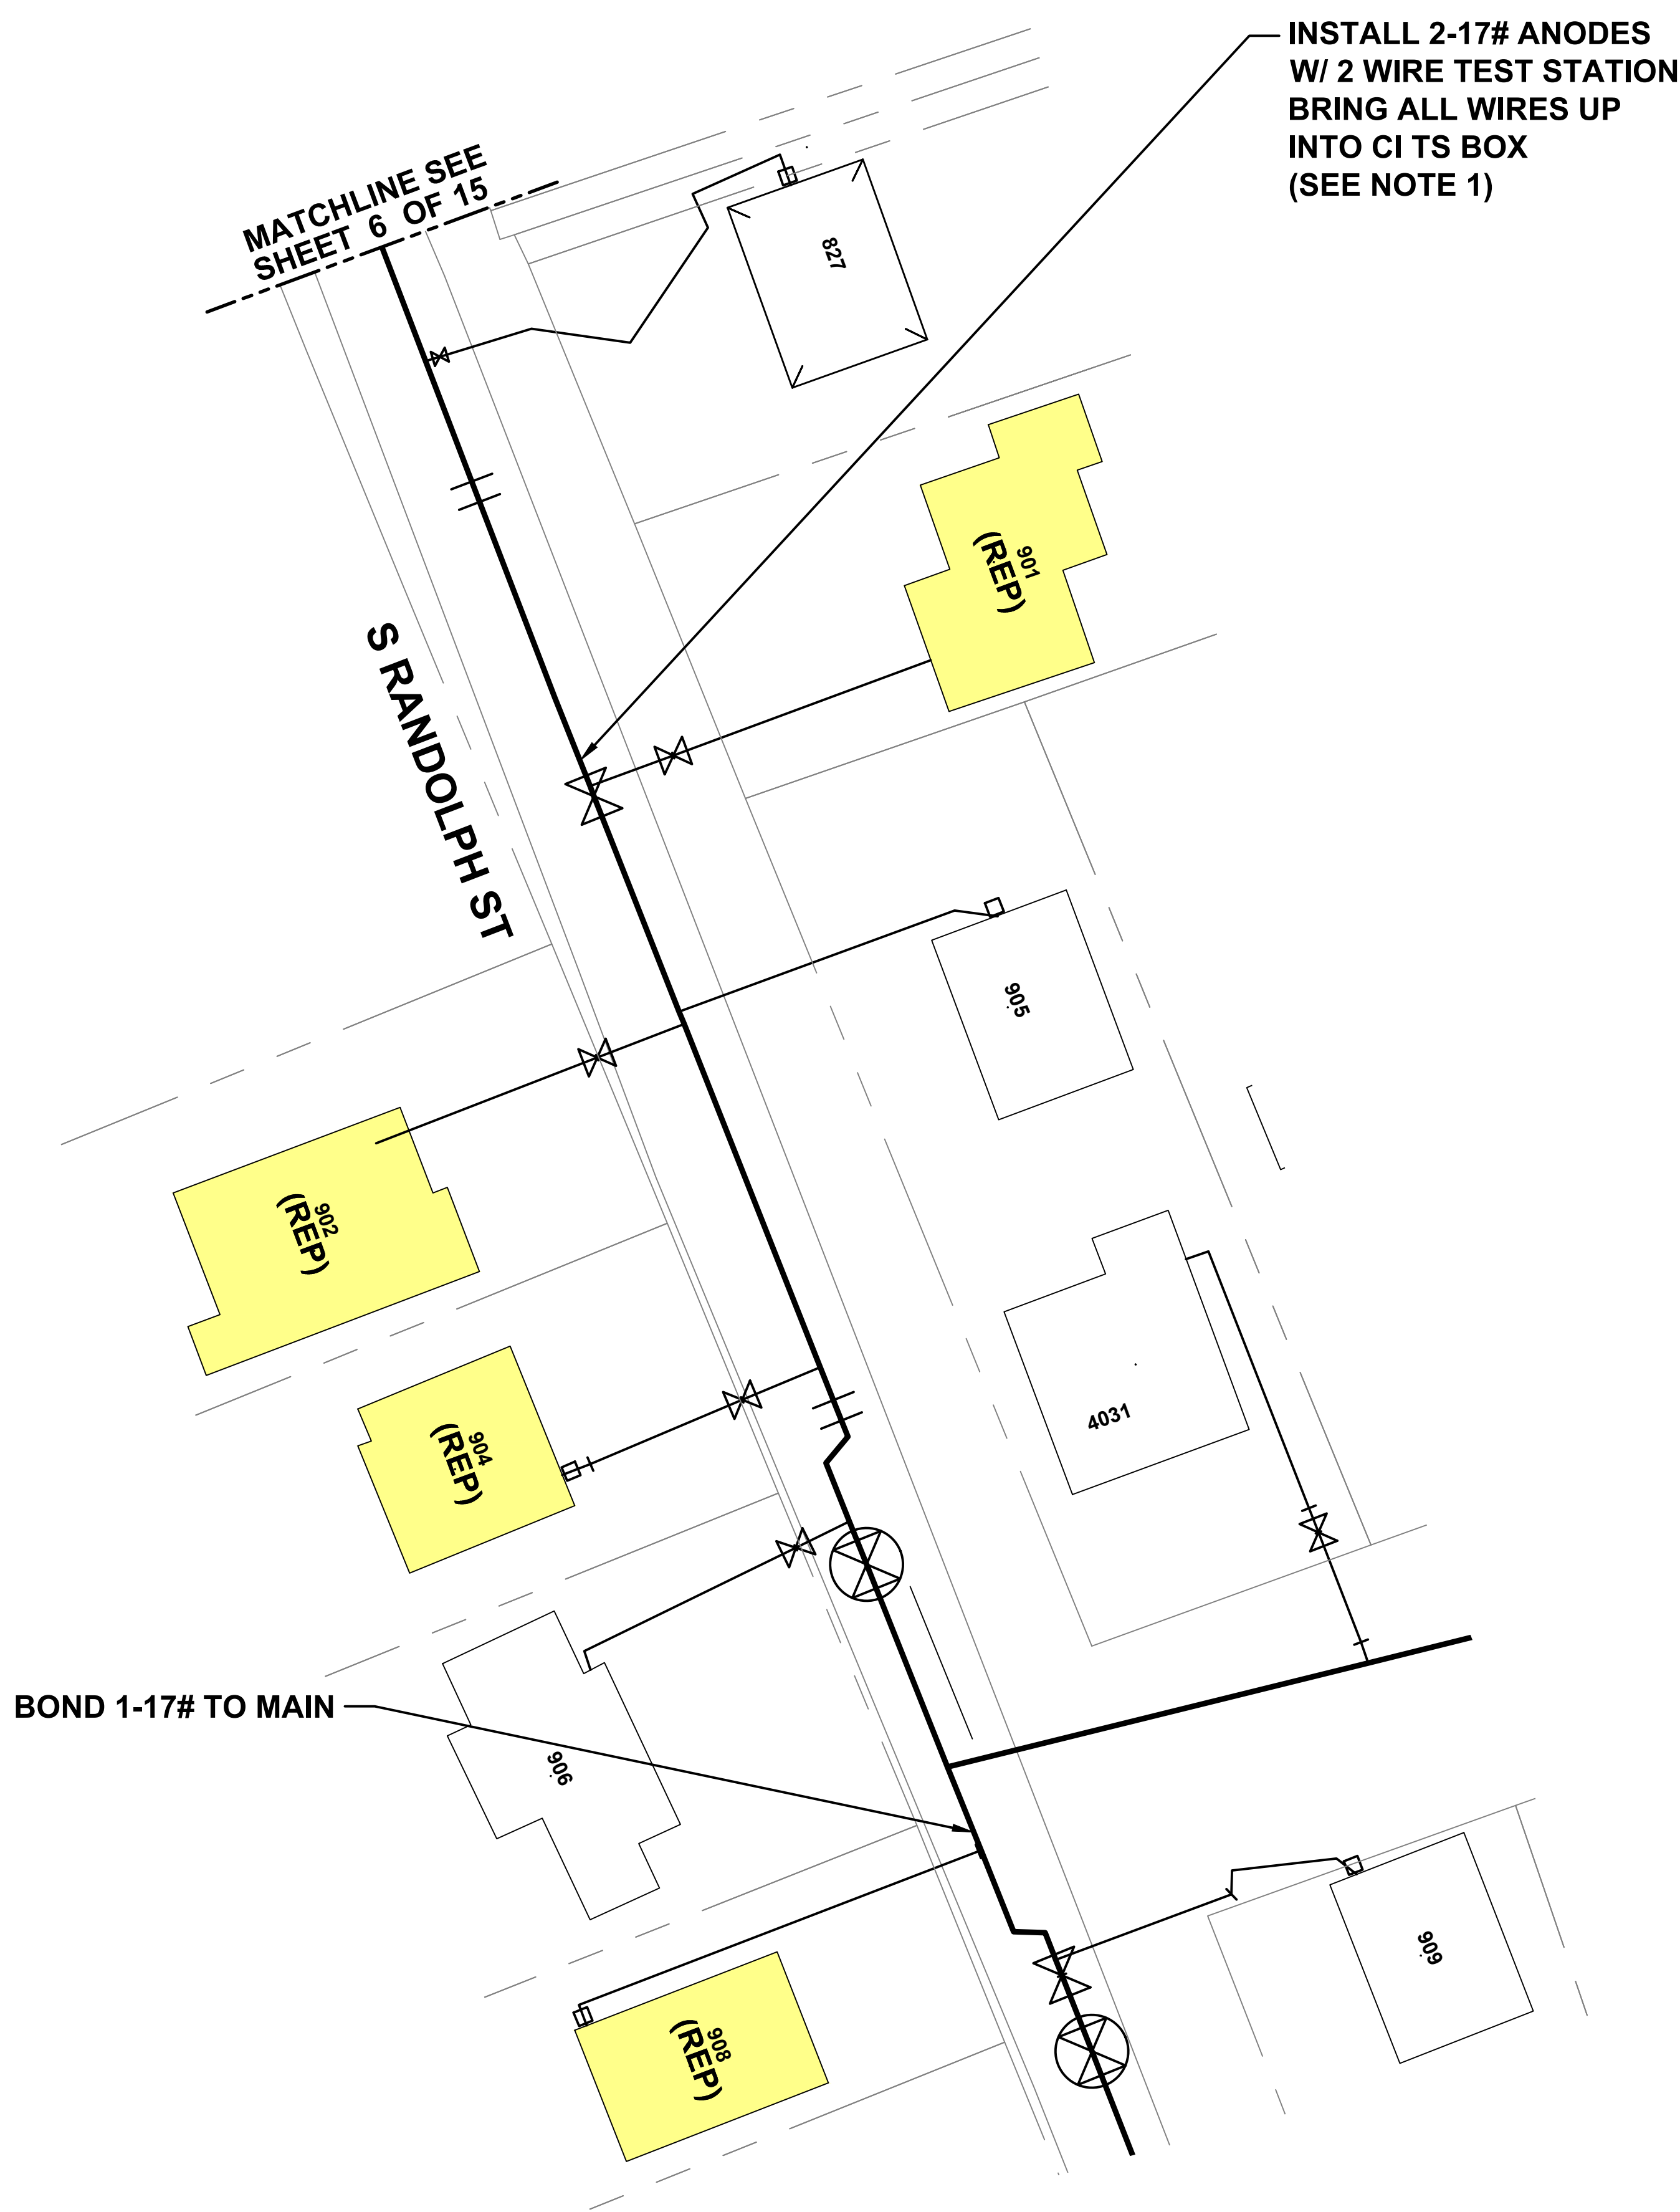 INSTALL 2-17# ANODES
W/ 2 WIRE TEST STATION
BRING ALL WIRES UP
INTO CI TS BOX
(SEE NOTE 1)
MATCHLINE SEE
SHEET 6 OF 15
827
901
(REP)
S RANDOLPH ST
905
902
(REP)
4031
904
(REP)
BOND 1-17# TO MAIN
906
909
908
(REP)